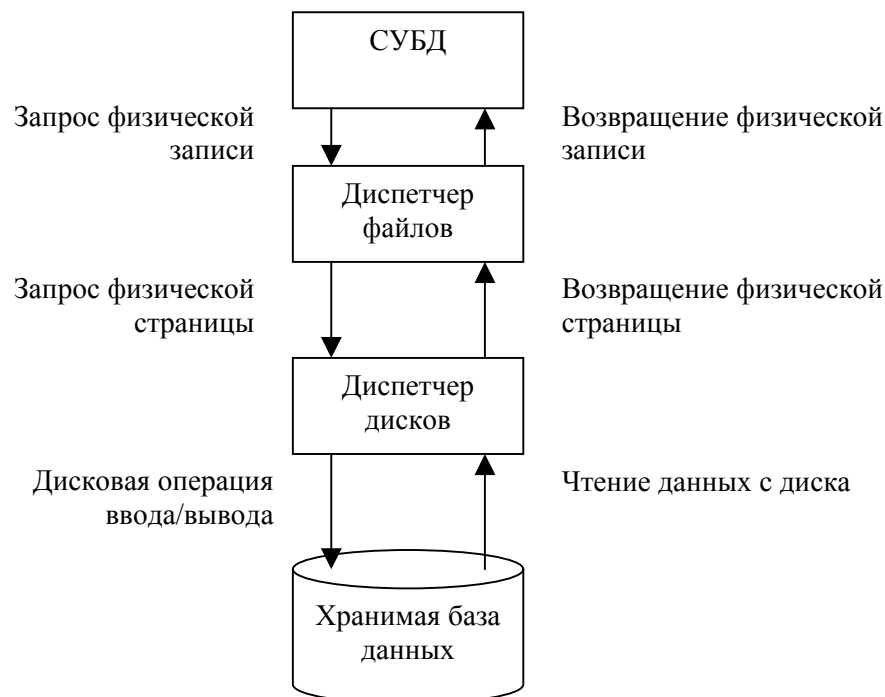 СУБД
Запрос физической
записи
Возвращение физической
записи
Диспетчер
файлов
Запрос физической
страницы
Возвращение физической
страницы
Диспетчер
дисков
Дисковая операция
ввода/вывода
Чтение данных с диска
Хранимая база
данных